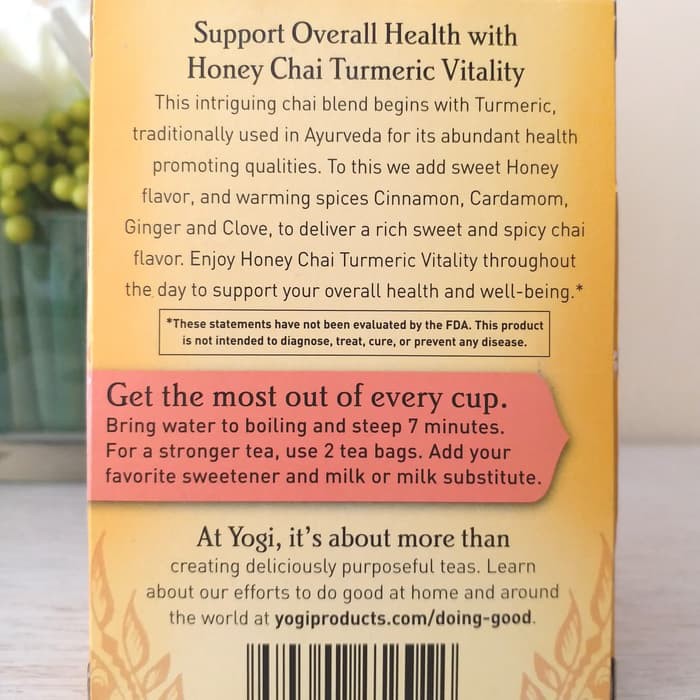 Support Overall Health with
Honey Chai Turmeric Vitality
This intriguing chai blend begins with Turmeric,
traditionally used in Ayurveda for its abundant health
promoting qualities. To this we add sweet Honey
flavor, and warming spices Cinnamon, Cardamom,
Ginger and Clove, to deliver a rich sweet and spicy chai
flavor. Enjoy Honey Chai Turmeric Vitality throughout
the day to support your overall health and well-being.*
*These statements have not been evaluated by the FDA. This product
is not intended to diagnose, treat, cure, or prevent any disease.
Get the most out of every cup.
Bring water to boiling and steep 7 minutes.
For a stronger tea, use 2 tea bags. Add your
favorite sweetener and milk or milk substitute.
At Yogi, it's about more than
creating deliciously purposeful teas. Learn
about our efforts to do good at home and around
the world at yogiproducts.com/doing-good.